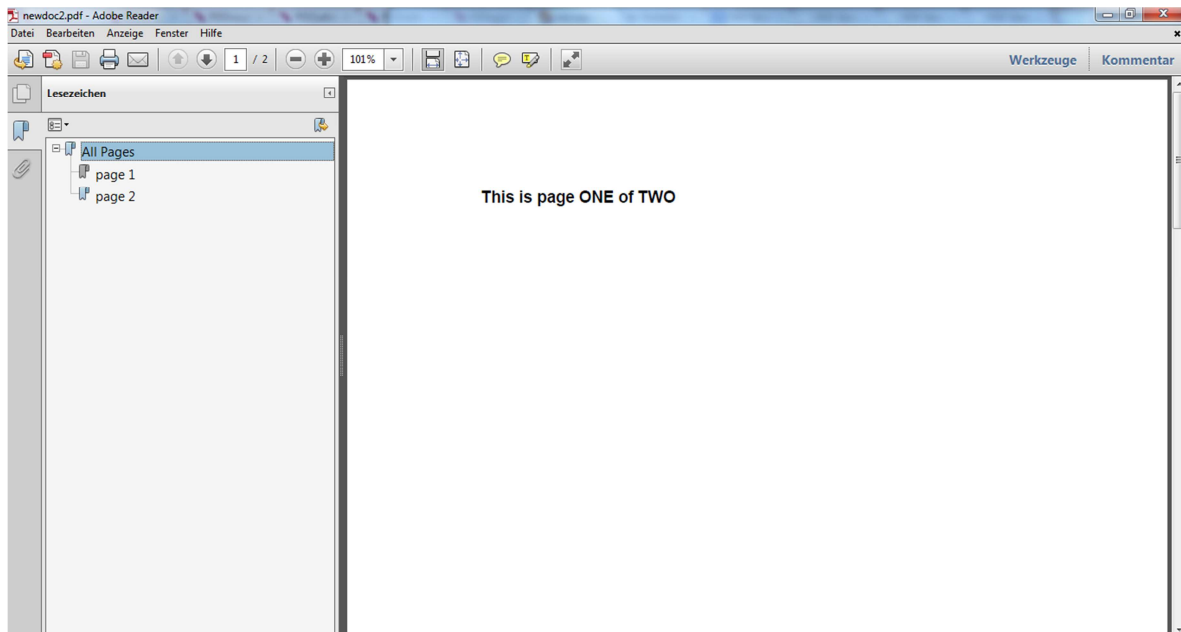 newdoc2.pdf - Adobe Reader
Datei Bearbeiten Anzeige Fenster Hilfe
1 / 2 101% Werkzeuge Kommentar
Lesezeichen
All Pages
page 1
page 2
This is page ONE of TWO